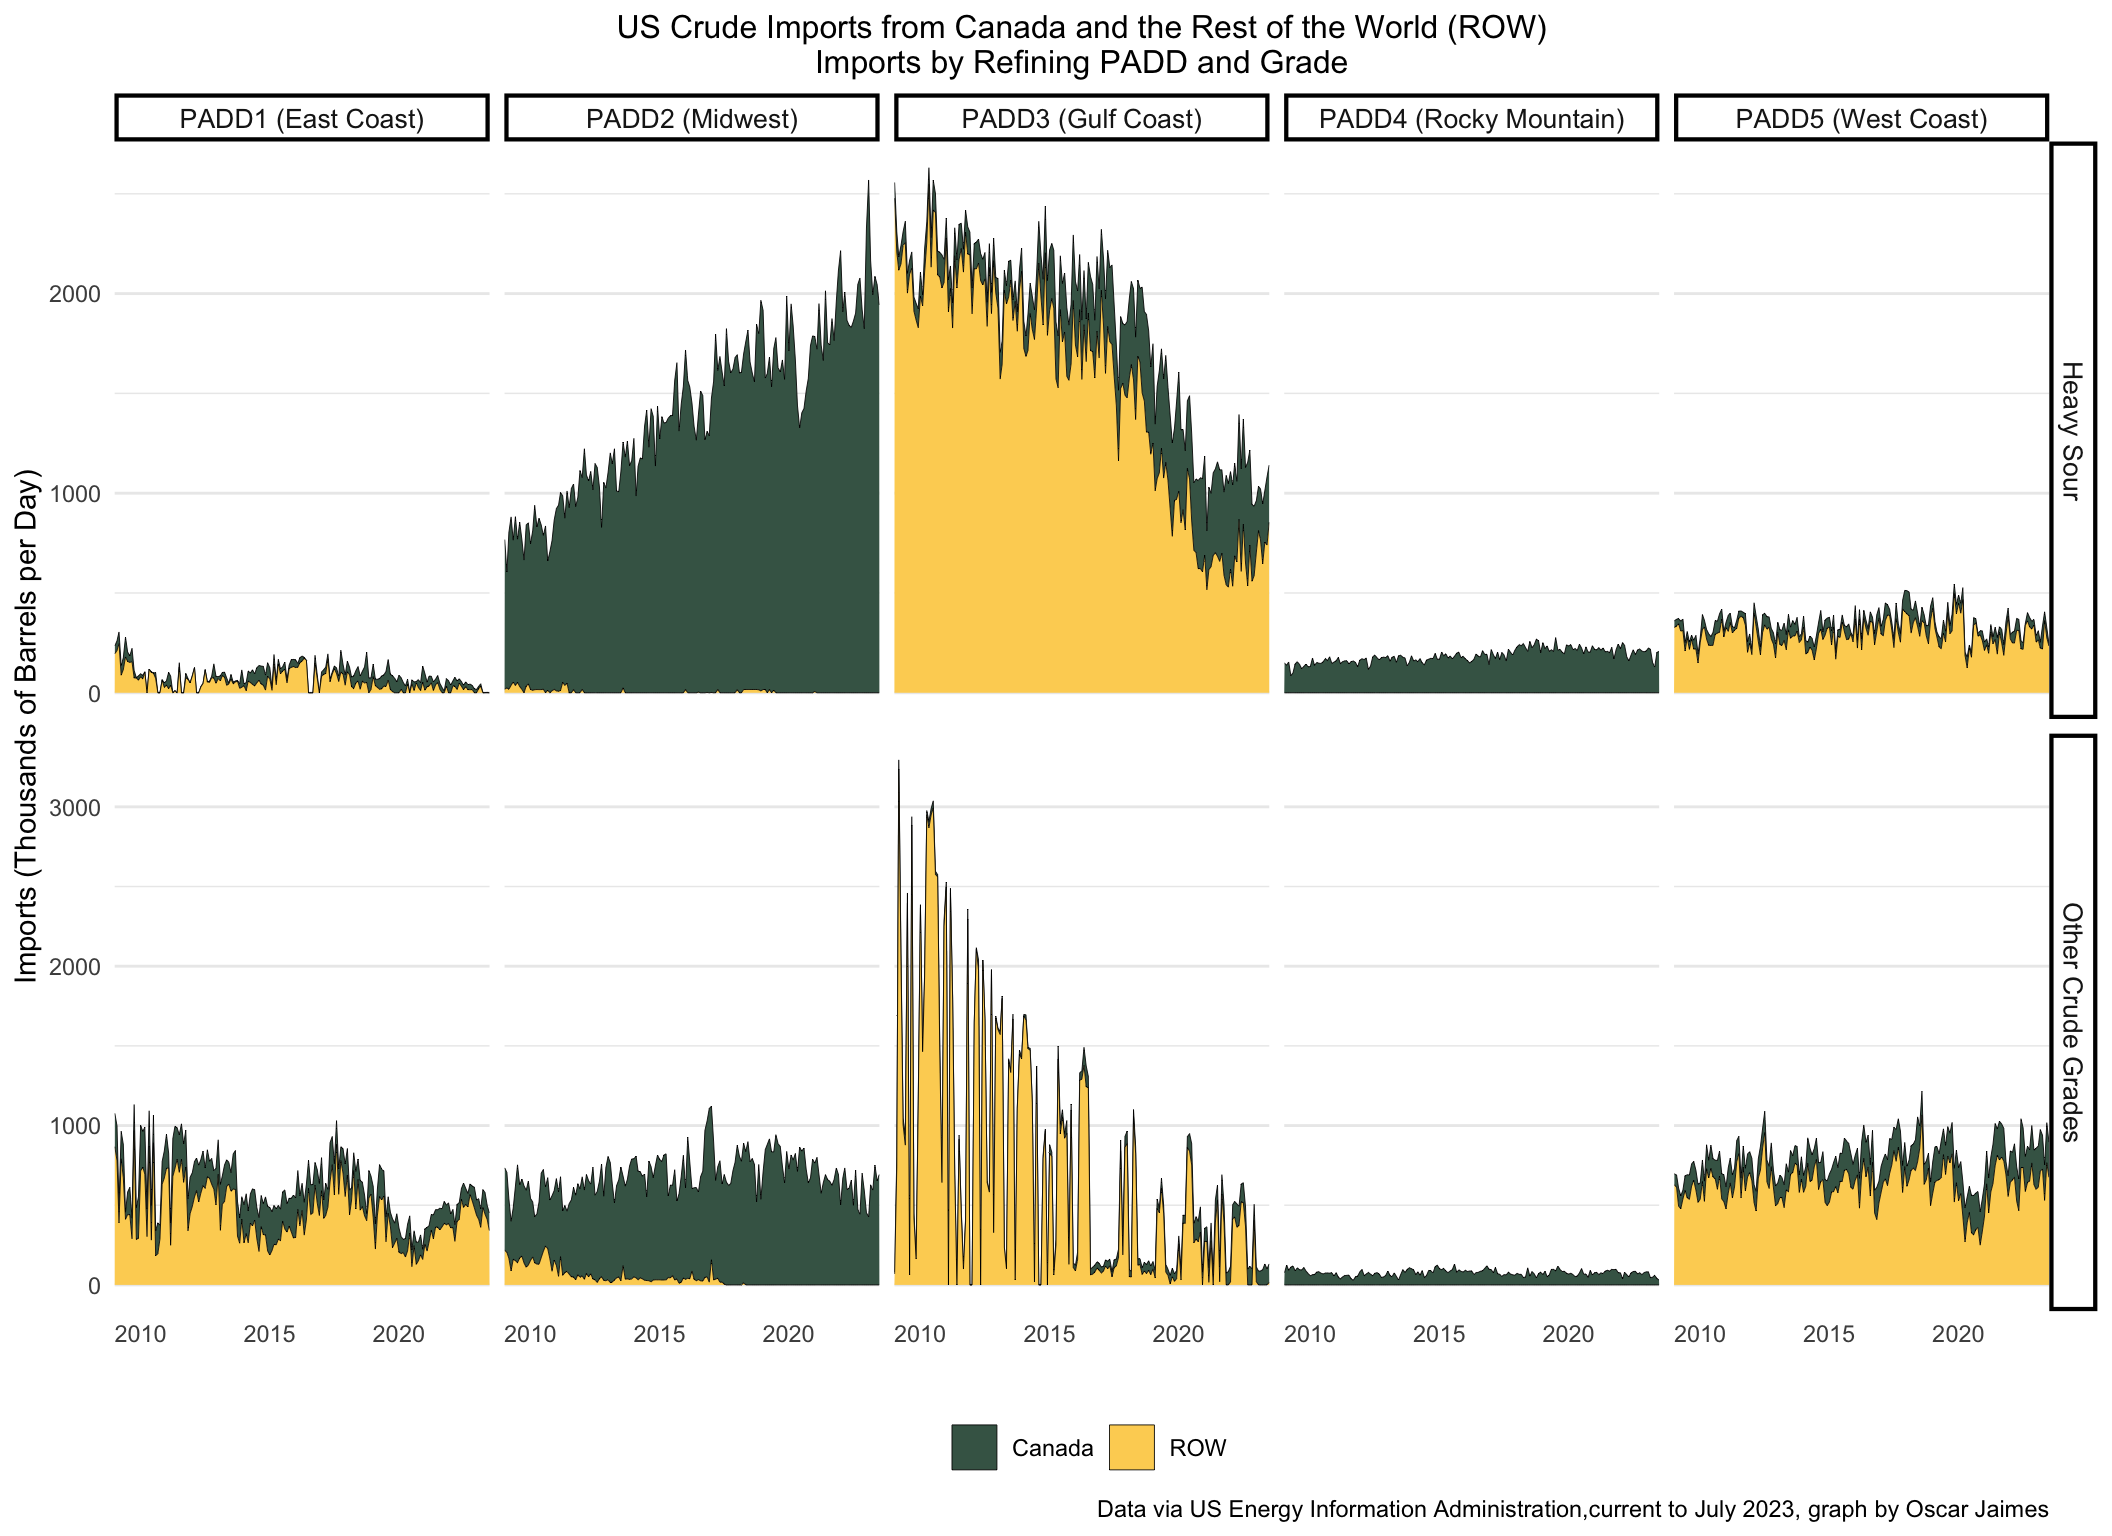 US Crude Imports from Canada and the Rest of the World (ROW)
Imports by Refining PADD and Grade
PADD1 (East Coast)
PADD2 (Midwest)
PADD3 (Gulf Coast)
PADD4 (Rocky Mountain)
PADD5 (West Coast)
Imports (Thousands of Barrels per Day)
2000
1000
0
Heavy Sour
3000
2000
1000
0
Other Crude Grades
2010 2015 2020
2010 2015 2020
2010 2015 2020
2010 2015 2020
2010 2015 2020
Canada
ROW
Data via US Energy Information Administration,current to July 2023, graph by Oscar Jaimes